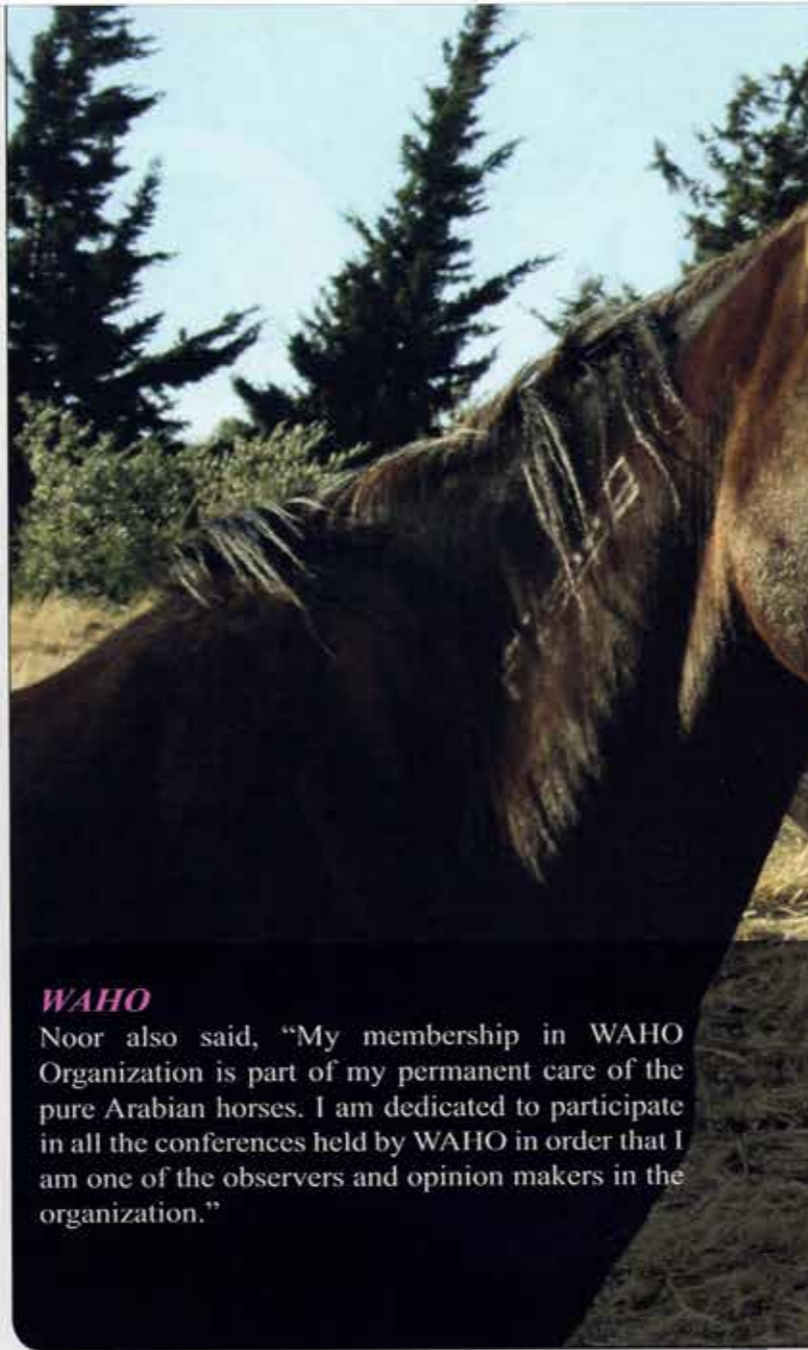 WAHO
Noor also said, “My membership in WAHO
Organization is part of my permanent care of the
pure Arabian horses. I am dedicated to participate
in all the conferences held by WAHO in order that I
am one of the observers and opinion makers in the
organization.”